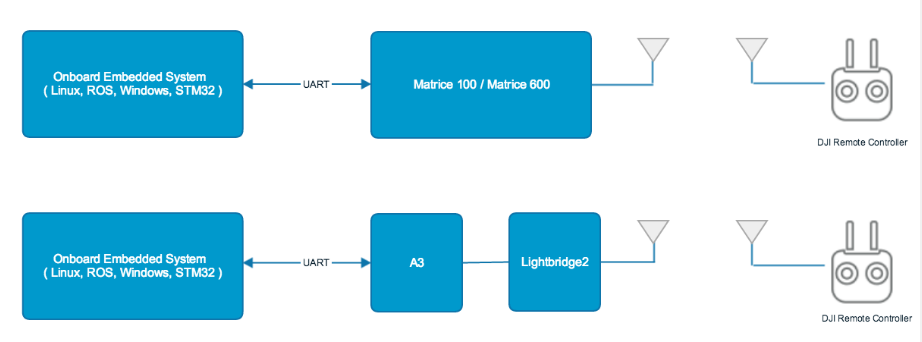 Onboard Embedded System
( Linux, ROS, Windows, STM32 )
UART
Matrice 100 / Matrice 600
DJI Remote Controller
Onboard Embedded System
( Linux, ROS, Windows, STM32 )
UART
A3
Lightbridge2
DJI Remote Controller